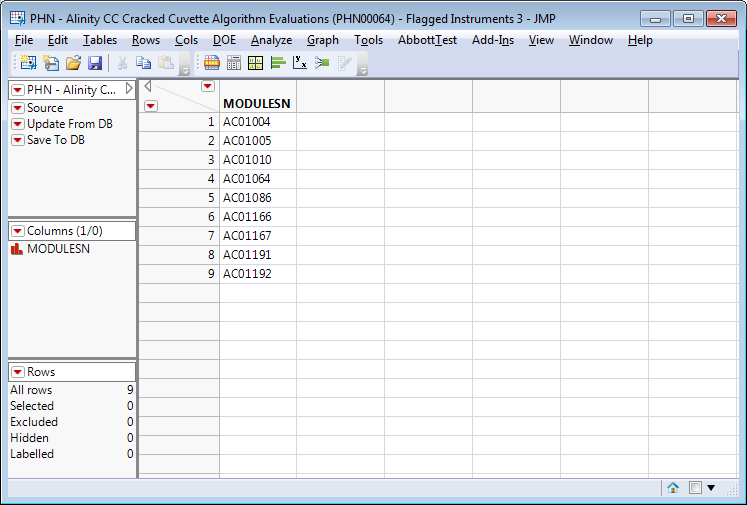 PHN - Alinity CC Cracked Cuvette Algorithm Evaluations (PHN00064) - Flagged Instruments 3 - JMP
File Edit Tables Rows Cols DOE Analyze Graph Tools AbbottTest Add-Ins View Window Help
PHN - Alinity C...
Source
Update From DB
Save To DB
Columns (1/0)
MODULESN
Rows
All rows 9
Selected 0
Excluded 0
Hidden 0
Labelled 0
MODULESN
1 AC01004
2 AC01005
3 AC01010
4 AC01064
5 AC01086
6 AC01166
7 AC01167
8 AC01191
9 AC01192